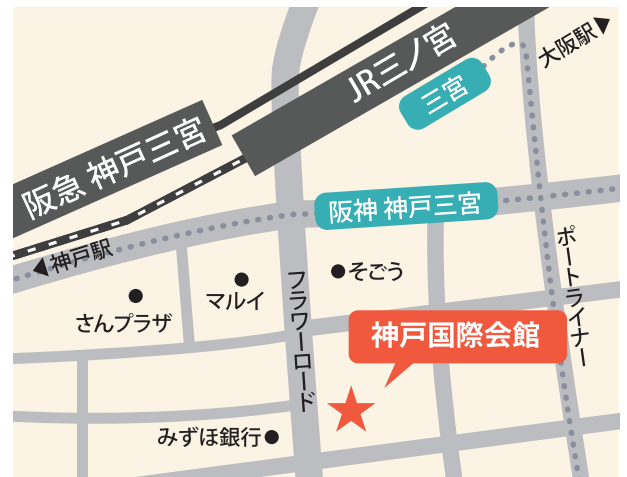 大阪駅
JR三ノ宮
三宮
阪急 神戸三宮
阪神 神戸三宮
神戸駅
ポートライナー
そごう
マルイ
さんプラザ
フラワーロード
神戸国際会館
みずほ銀行